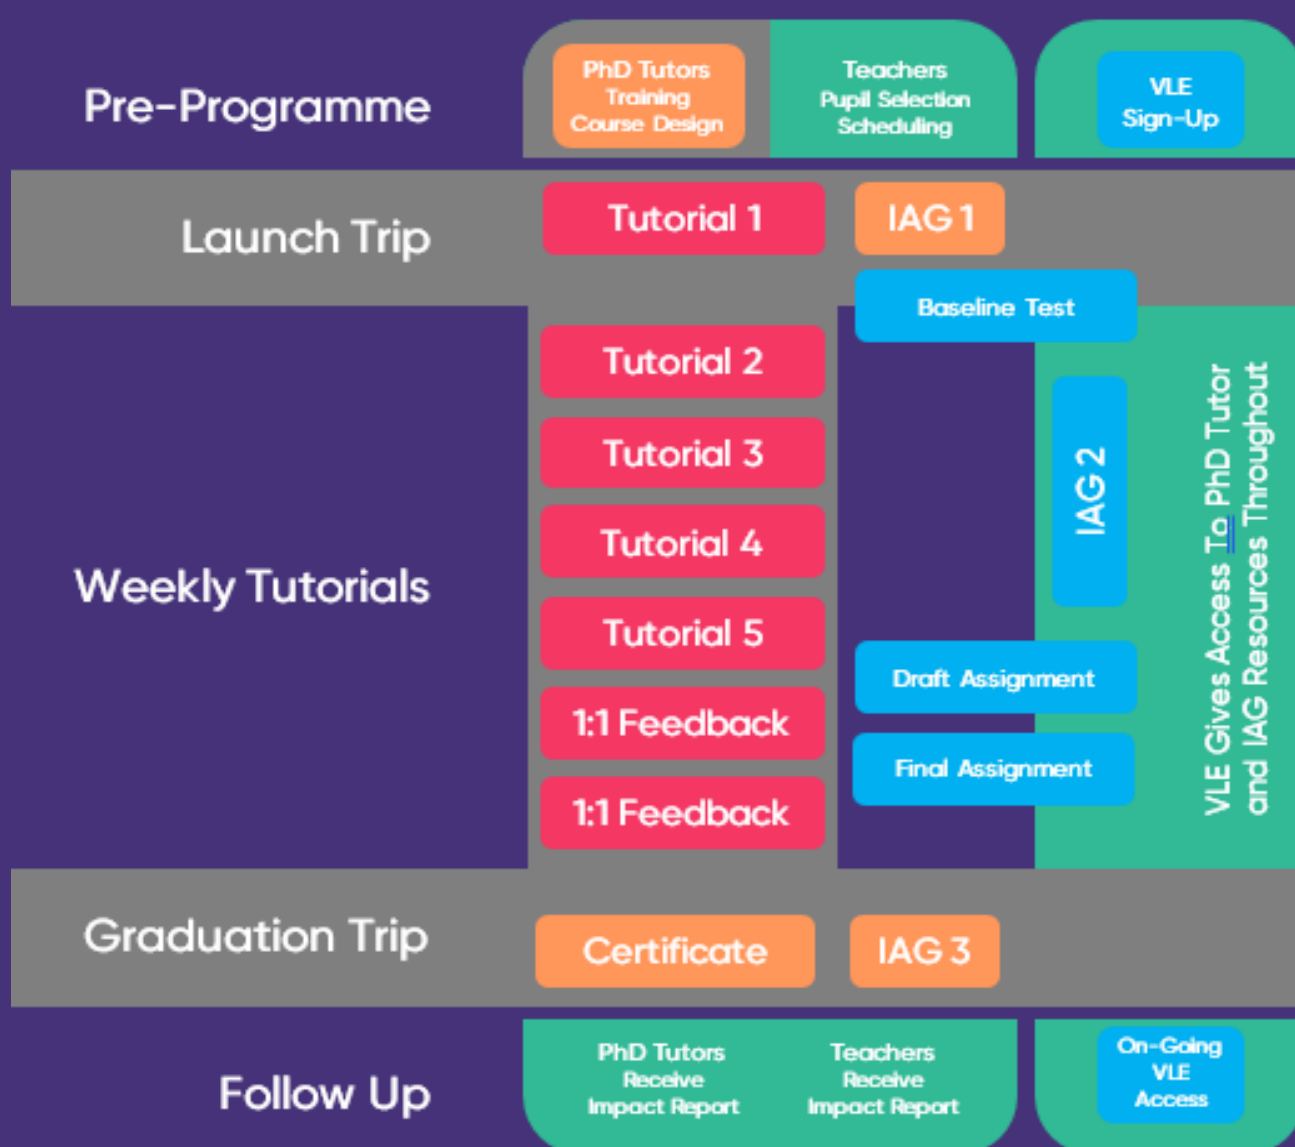 Pre-Programme
PhD Tutors
Training
Course Design
Teachers
Pupil Selection
Scheduling
VLE
Sign-Up
Launch Trip
Tutorial 1
IAG 1
Baseline Test
Weekly Tutorials
Tutorial 2
Tutorial 3
Tutorial 4
Tutorial 5
1:1 Feedback
1:1 Feedback
IAG 2
Draft Assignment
Final Assignment
VLE Gives Access To PhD Tutor
and IAG Resources Throughout
Graduation Trip
Certificate
IAG 3
Follow Up
PhD Tutors
Receive
Impact Report
Teachers
Receive
Impact Report
On-Going
VLE
Access